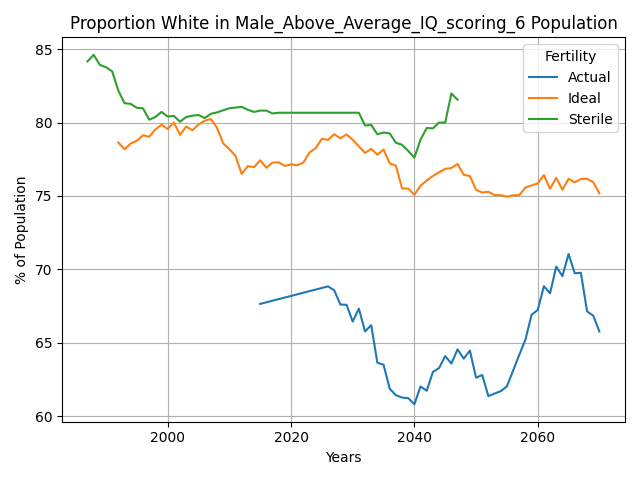 Proportion White in Male_Above_Average_IQ_scoring_6 Population
% of Population
85
80
75
70
65
60
Fertility
Actual
Ideal
Sterile
2000
2020
2040
2060
Years